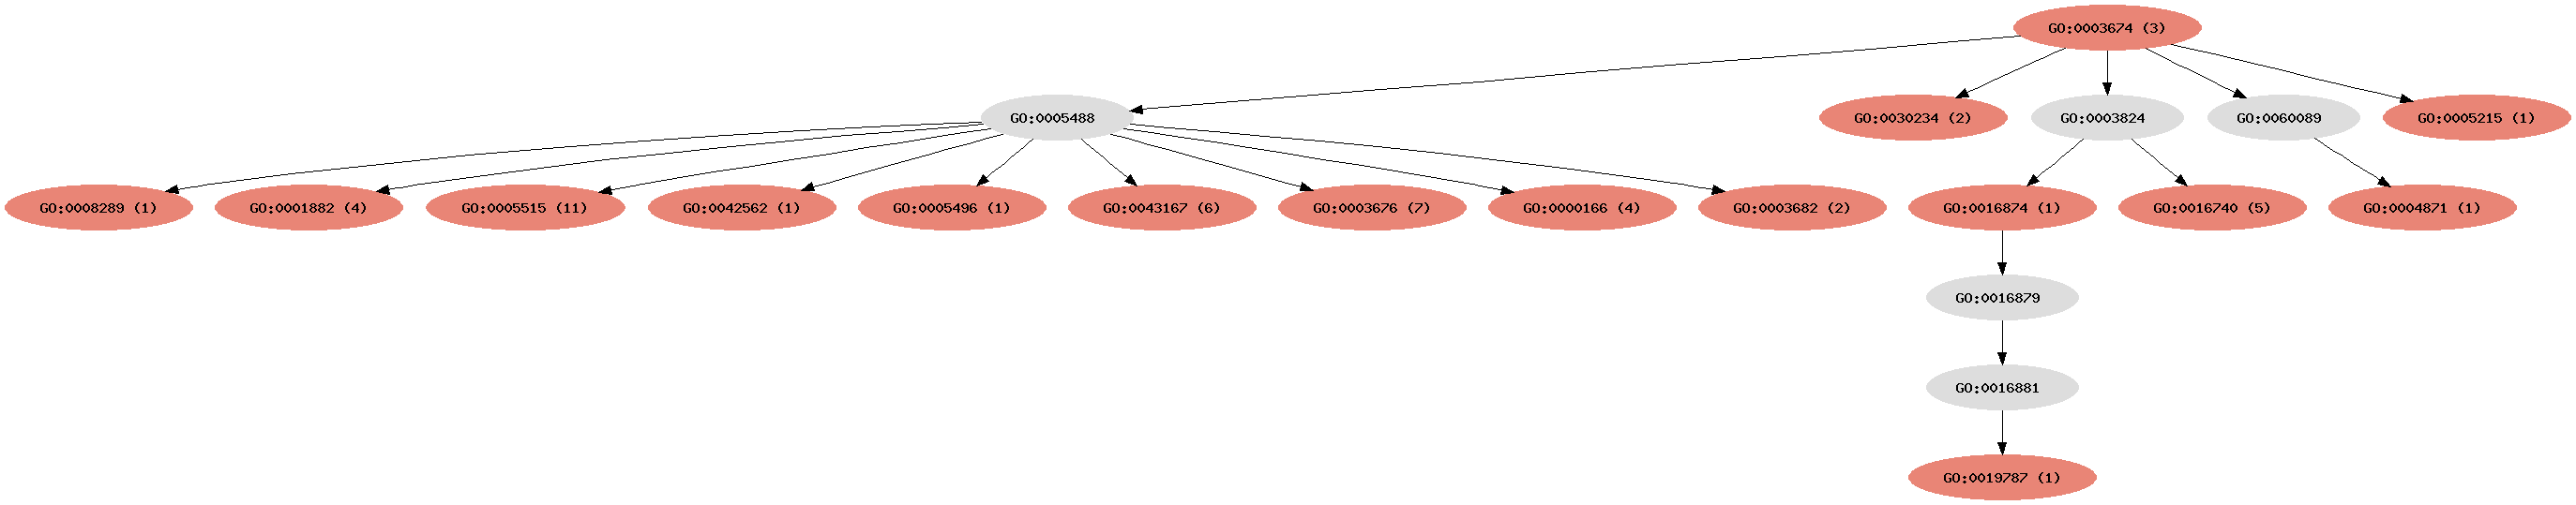 GO:0003674 (3)
GO:0005488
GO:0030234 (2)
GO:0003824
GO:0060089
GO:0005215 (1)
GO:0008289 (1)
GO:0001882 (4)
GO:0005515 (11)
GO:0042562 (1)
GO:0005496 (1)
GO:0043167 (6)
GO:0003676 (7)
GO:0000166 (4)
GO:0003682 (2)
GO:0016874 (1)
GO:0016740 (5)
GO:0004871 (1)
GO:0016879
GO:0016881
GO:0019787 (1)